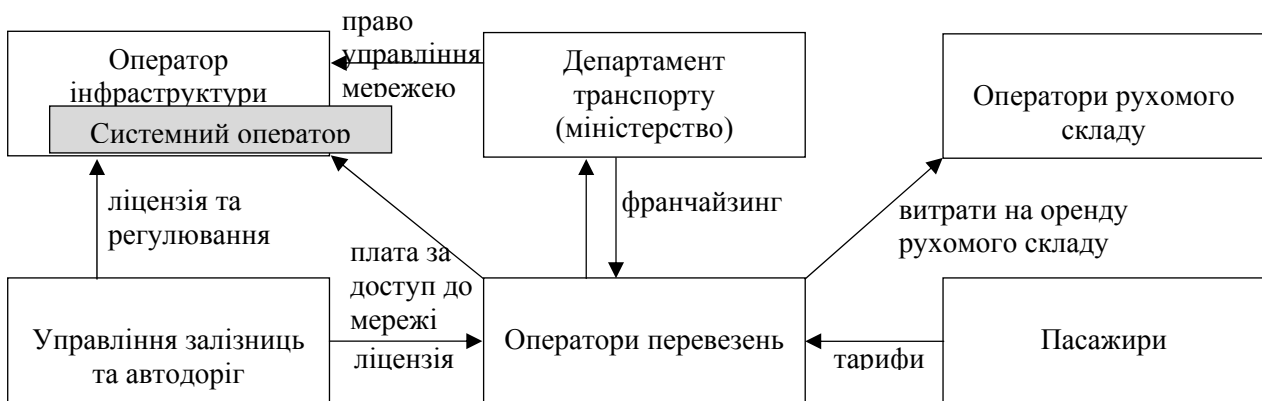 право
управління
мережею
Оператор
інфраструктури
Системний оператор
Департамент
транспорту
(міністерство)
Оператори рухомого
складу
ліцензія та
регулювання
франчайзинг
витрати на оренду
рухомого складу
плата за
доступ до
мережі
ліцензія
Управління залізниць
та автодоріг
Оператори перевезень
тарифи
Пасажири